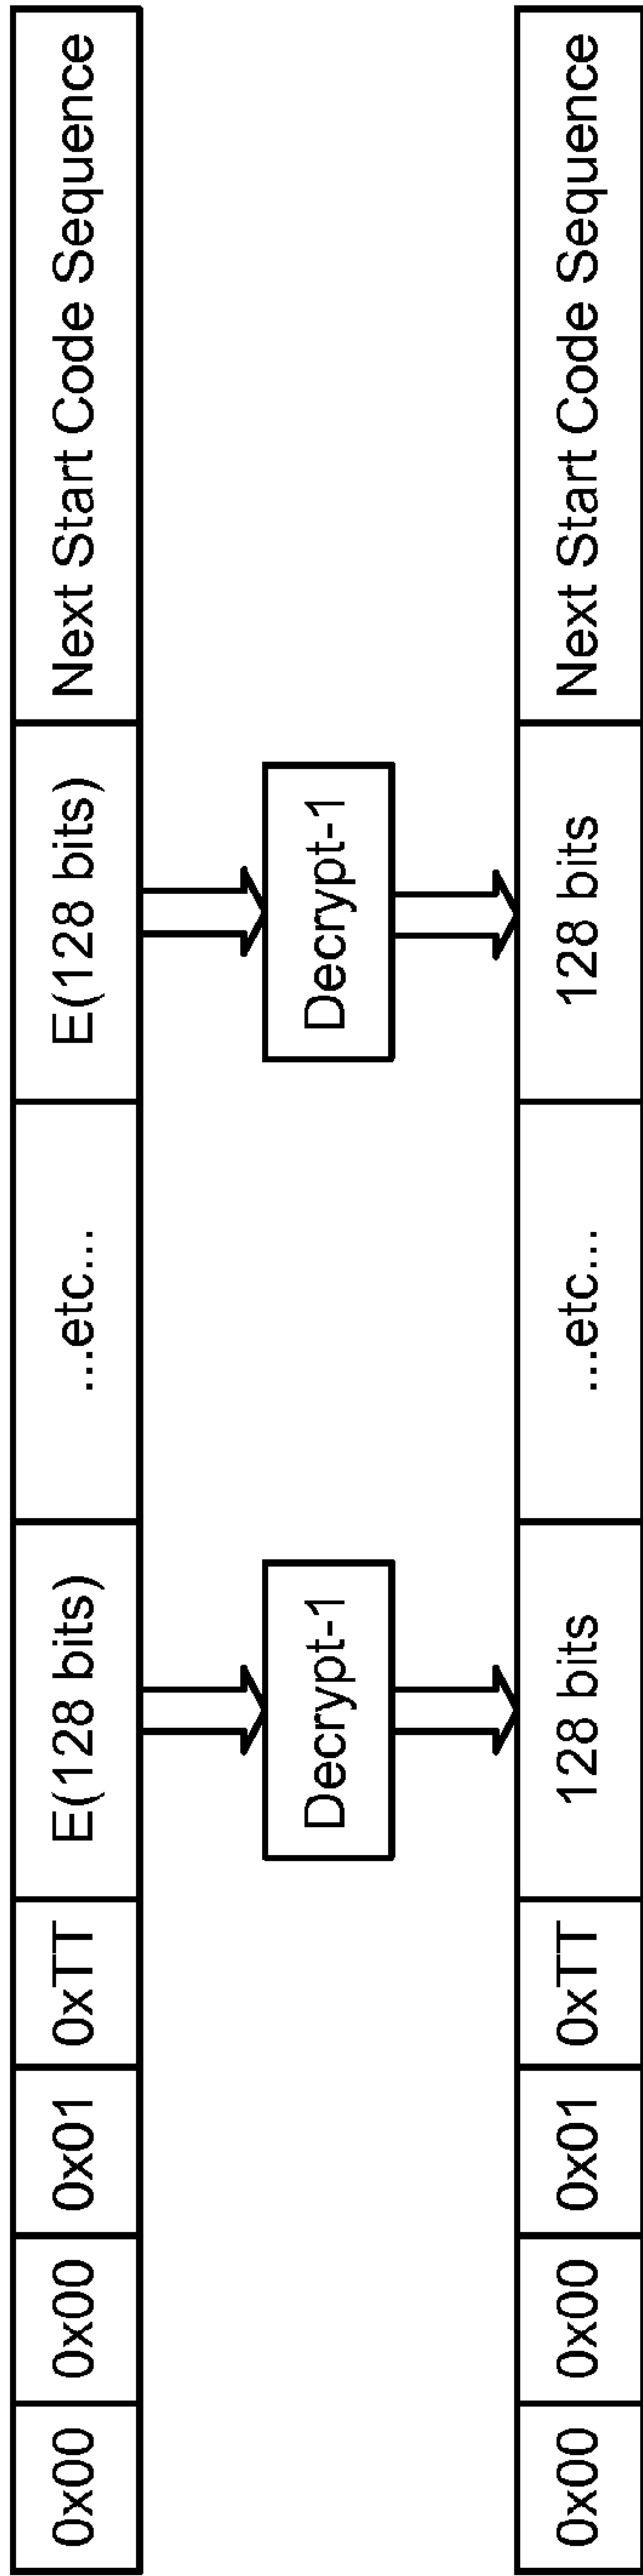 0x00 0x00 0x01 0xTT E(128 bits) ...etc... E(128 bits) Next Start Code Sequence
Decrypt-1 Decrypt-1
0x00 0x00 0x01 0xTT 128 bits ...etc... 128 bits Next Start Code Sequence